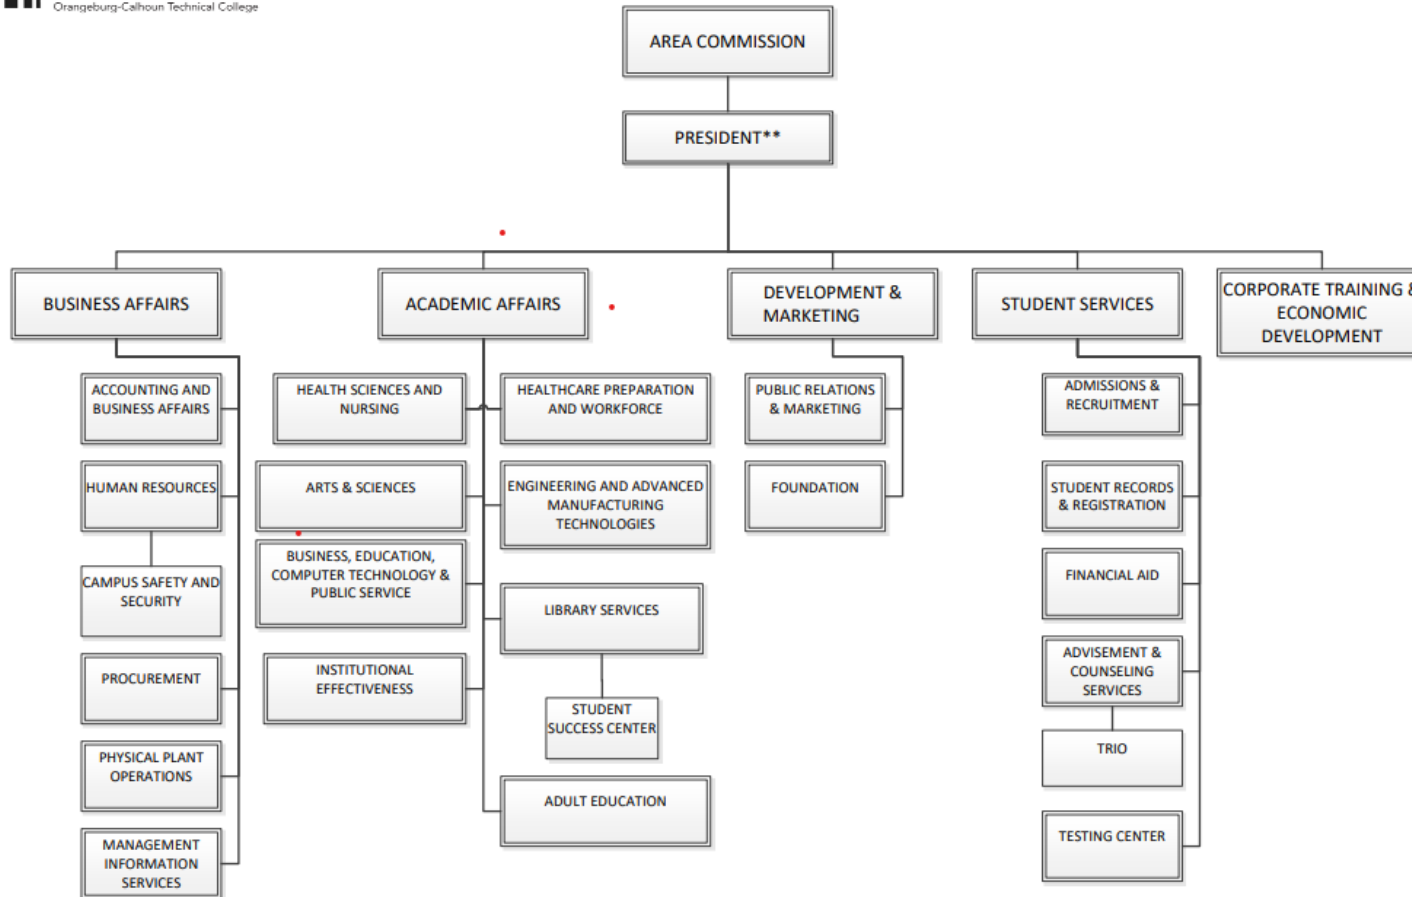 Orangeburg-Calhoun Technical College
AREA COMMISSION
PRESIDENT**
BUSINESS AFFAIRS
ACADEMIC AFFAIRS
DEVELOPMENT &
MARKETING
STUDENT SERVICES
CORPORATE TRAINING &
ECONOMIC
DEVELOPMENT
ACCOUNTING AND
BUSINESS AFFAIRS
HUMAN RESOURCES
CAMPUS SAFETY AND
SECURITY
PROCUREMENT
PHYSICAL PLANT
OPERATIONS
MANAGEMENT
INFORMATION
SERVICES
HEALTH SCIENCES AND
NURSING
ARTS & SCIENCES
BUSINESS, EDUCATION,
COMPUTER TECHNOLOGY &
PUBLIC SERVICE
INSTITUTIONAL
EFFECTIVENESS
HEALTHCARE PREPARATION
AND WORKFORCE
ENGINEERING AND ADVANCED
MANUFACTURING
TECHNOLOGIES
LIBRARY SERVICES
STUDENT
SUCCESS CENTER
ADULT EDUCATION
PUBLIC RELATIONS
& MARKETING
FOUNDATION
ADMISSIONS &
RECRUITMENT
STUDENT RECORDS
& REGISTRATION
FINANCIAL AID
ADVISEMENT &
COUNSELING
SERVICES
TRIO
TESTING CENTER